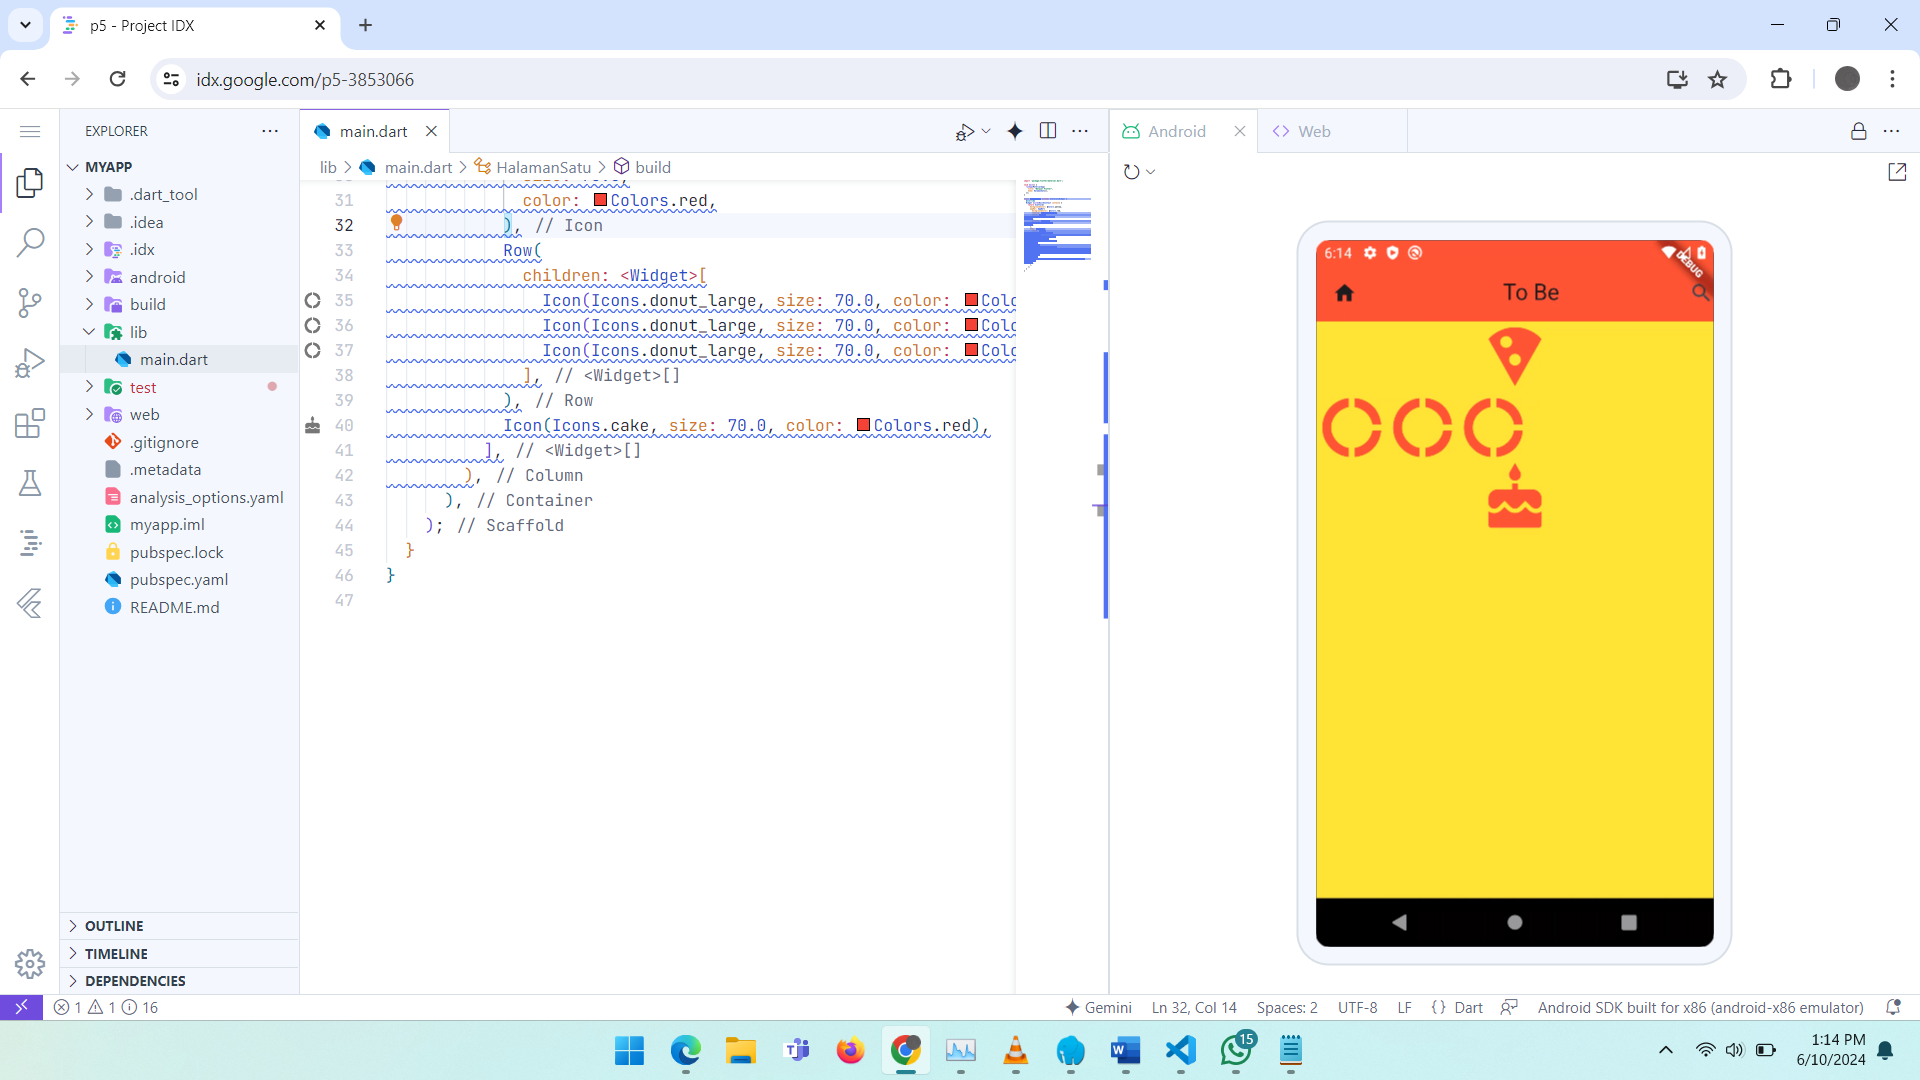 p5 - Project IDX
idx.google.com/p5-3853066
EXPLORER
MYAPP
.dart_tool
.idea
.idx
android
build
lib
main.dart
test
web
.gitignore
.metadata
analysis_options.yaml
myapp.iml
pubspec.lock
pubspec.yaml
README.md
OUTLINE
TIMELINE
DEPENDENCIES
main.dart
lib > main.dart > HalamanSatu > build
31 color: Colors.red,
32 ), // Icon
33 Row(
34 children: <Widget>[
35 Icon(Icons.donut_large, size: 70.0, color: Colo
36 Icon(Icons.donut_large, size: 70.0, color: Colo
37 Icon(Icons.donut_large, size: 70.0, color: Colo
38 ], // <Widget>[]
39 ), // Row
40 Icon(Icons.cake, size: 70.0, color: Colors.red),
41 ], // <Widget>[]
42 ), // Column
43 ), // Container
44 ); // Scaffold
45 }
46 }
47
Android
Web
6:14
DEBUG
To Be
1 1 16
Gemini
Ln 32, Col 14
Spaces: 2
UTF-8
LF
{ } Dart
Android SDK built for x86 (android-x86 emulator)
15
1:14 PM
6/10/2024